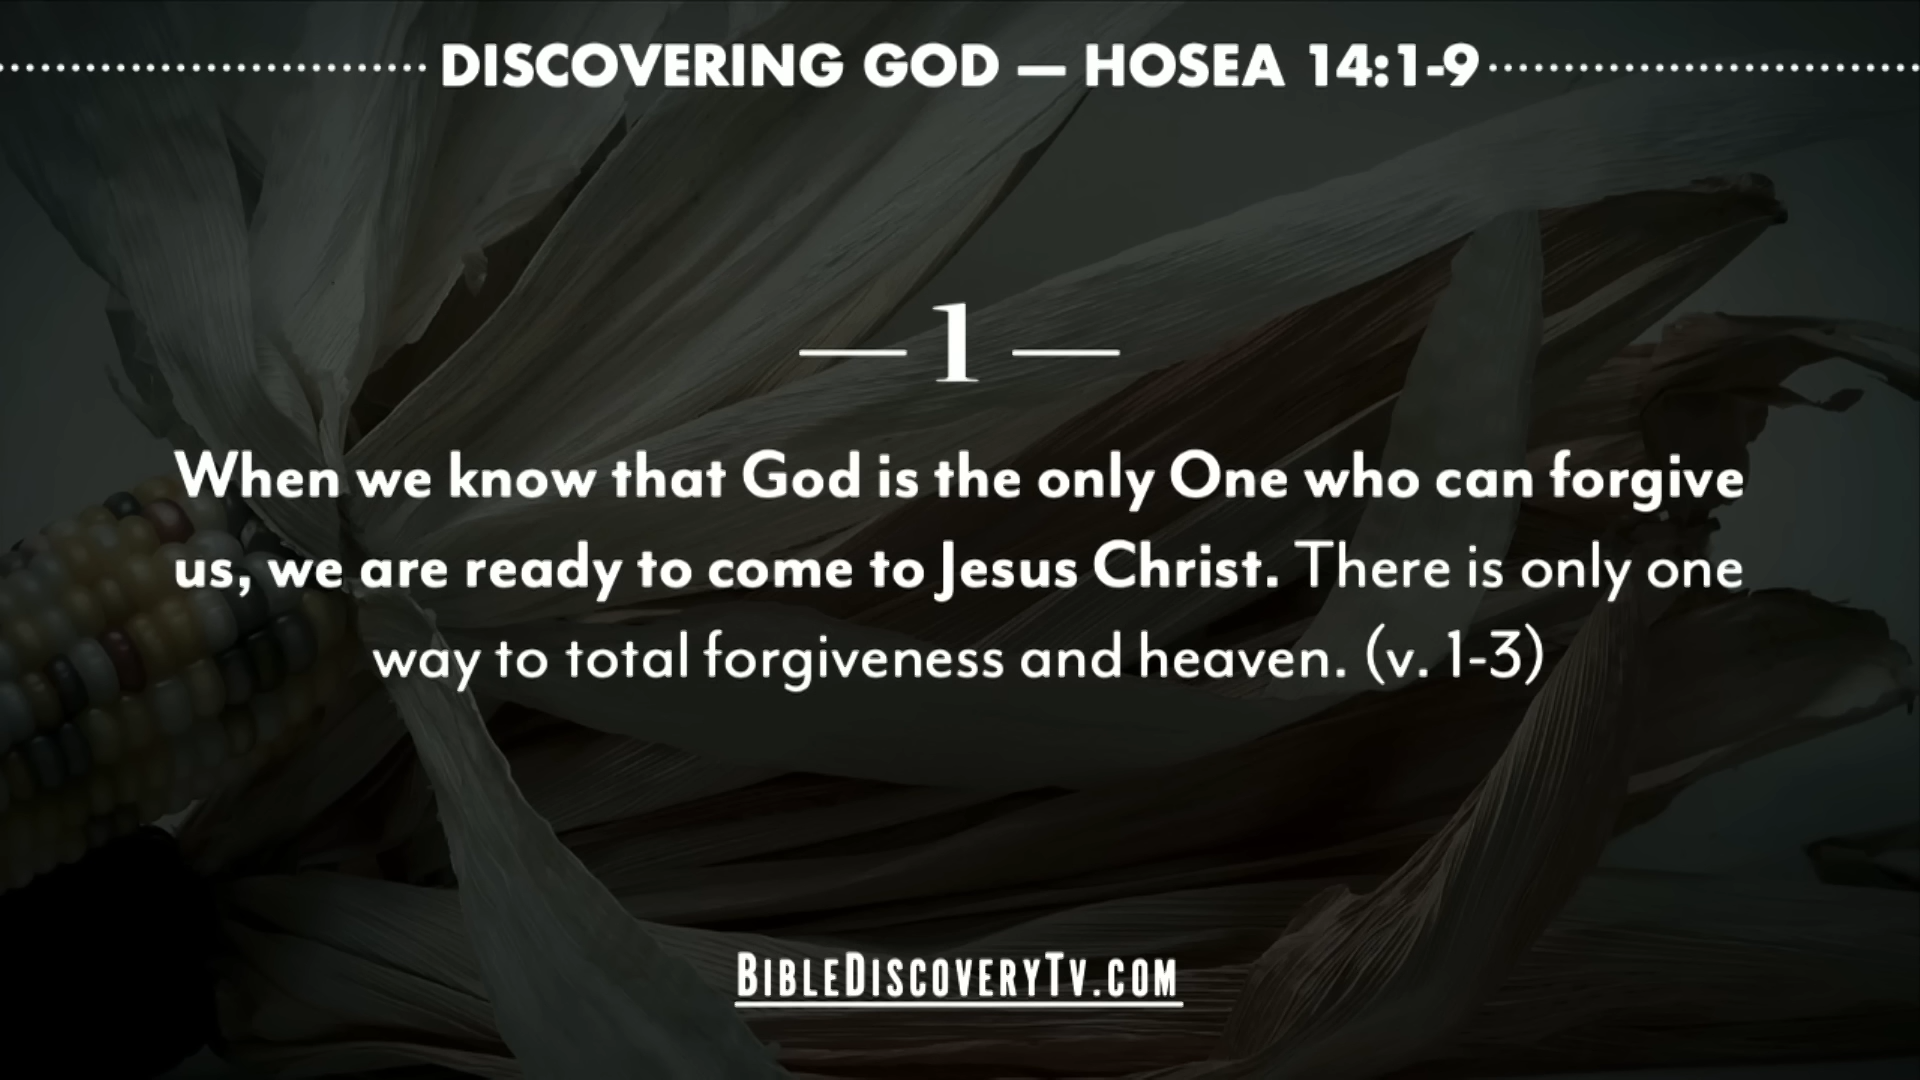 DISCOVERING GOD — HOSEA 14:1-9
— 1 —
When we know that God is the only One who can forgive
us, we are ready to come to Jesus Christ. There is only one
way to total forgiveness and heaven. (v. 1-3)
BIBLEDISCOVERYTV.COM